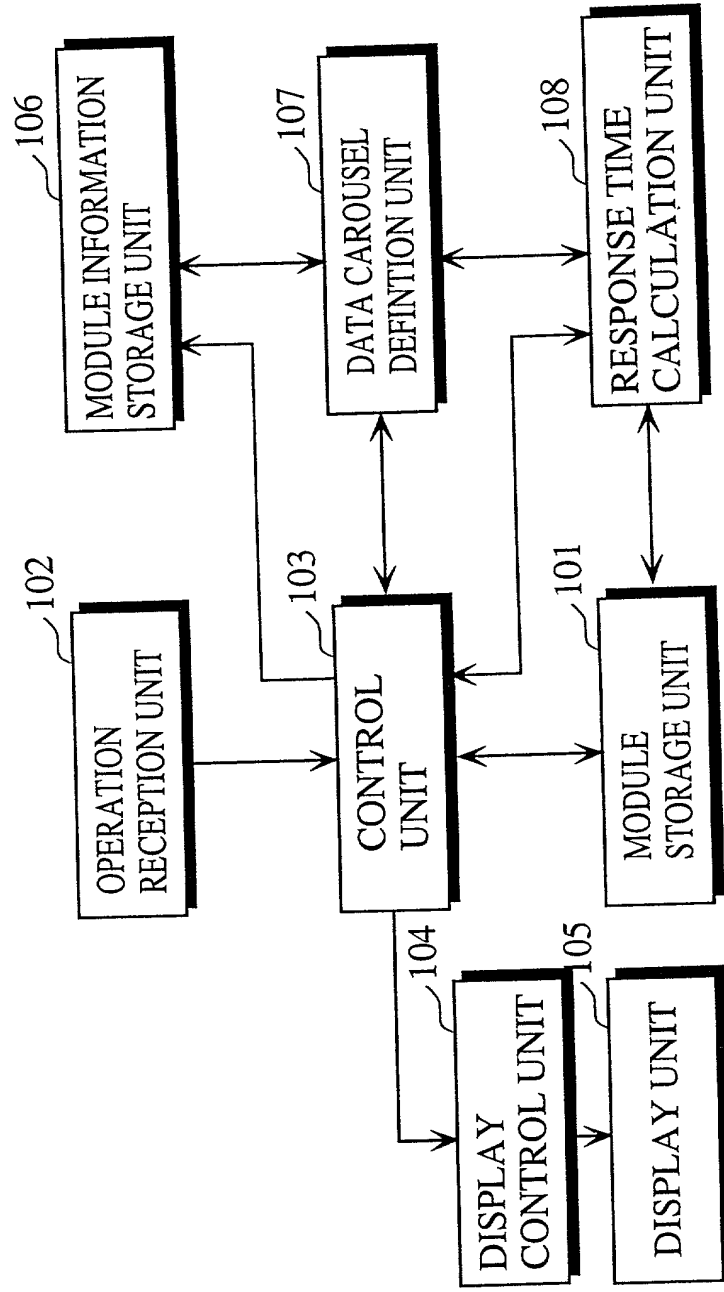 102
OPERATION
RECEPTION UNIT
106
MODULE INFORMATION
STORAGE UNIT
103
CONTROL
UNIT
107
DATA CAROUSEL
DEFINTION UNIT
104
DISPLAY
CONTROL UNIT
101
MODULE
STORAGE UNIT
108
RESPONSE TIME
CALCULATION UNIT
105
DISPLAY UNIT